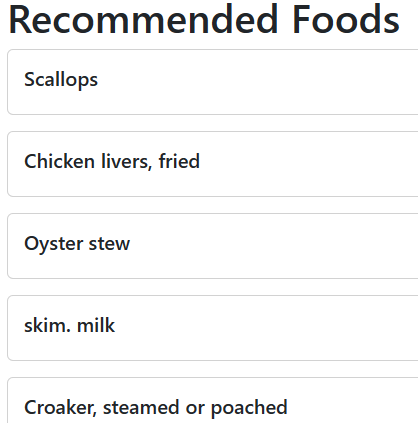 Recommended Foods
Scallops
Chicken livers, fried
Oyster stew
skim. milk
Croaker, steamed or poached